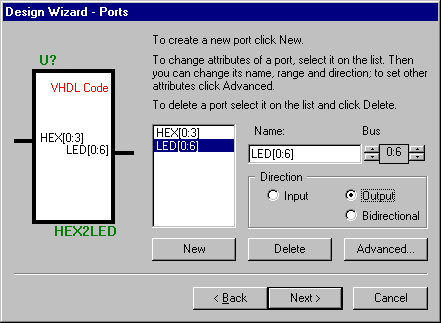 Design Wizard - Ports
To create a new port click New.
To change attributes of a port, select it on the list. Then
you can change its name, range and direction; to set other
attributes click Advanced.
To delete a port select it on the list and click Delete.
U?
VHDL Code
HEX[0:3]
LED[0:6]
HEX2LED
HEX[0:3]
LED[0:6]
Name:
Bus
LED[0:6]
0:6
Direction
Input
Output
Bidirectional
New
Delete
Advanced...
< Back
Next >
Cancel